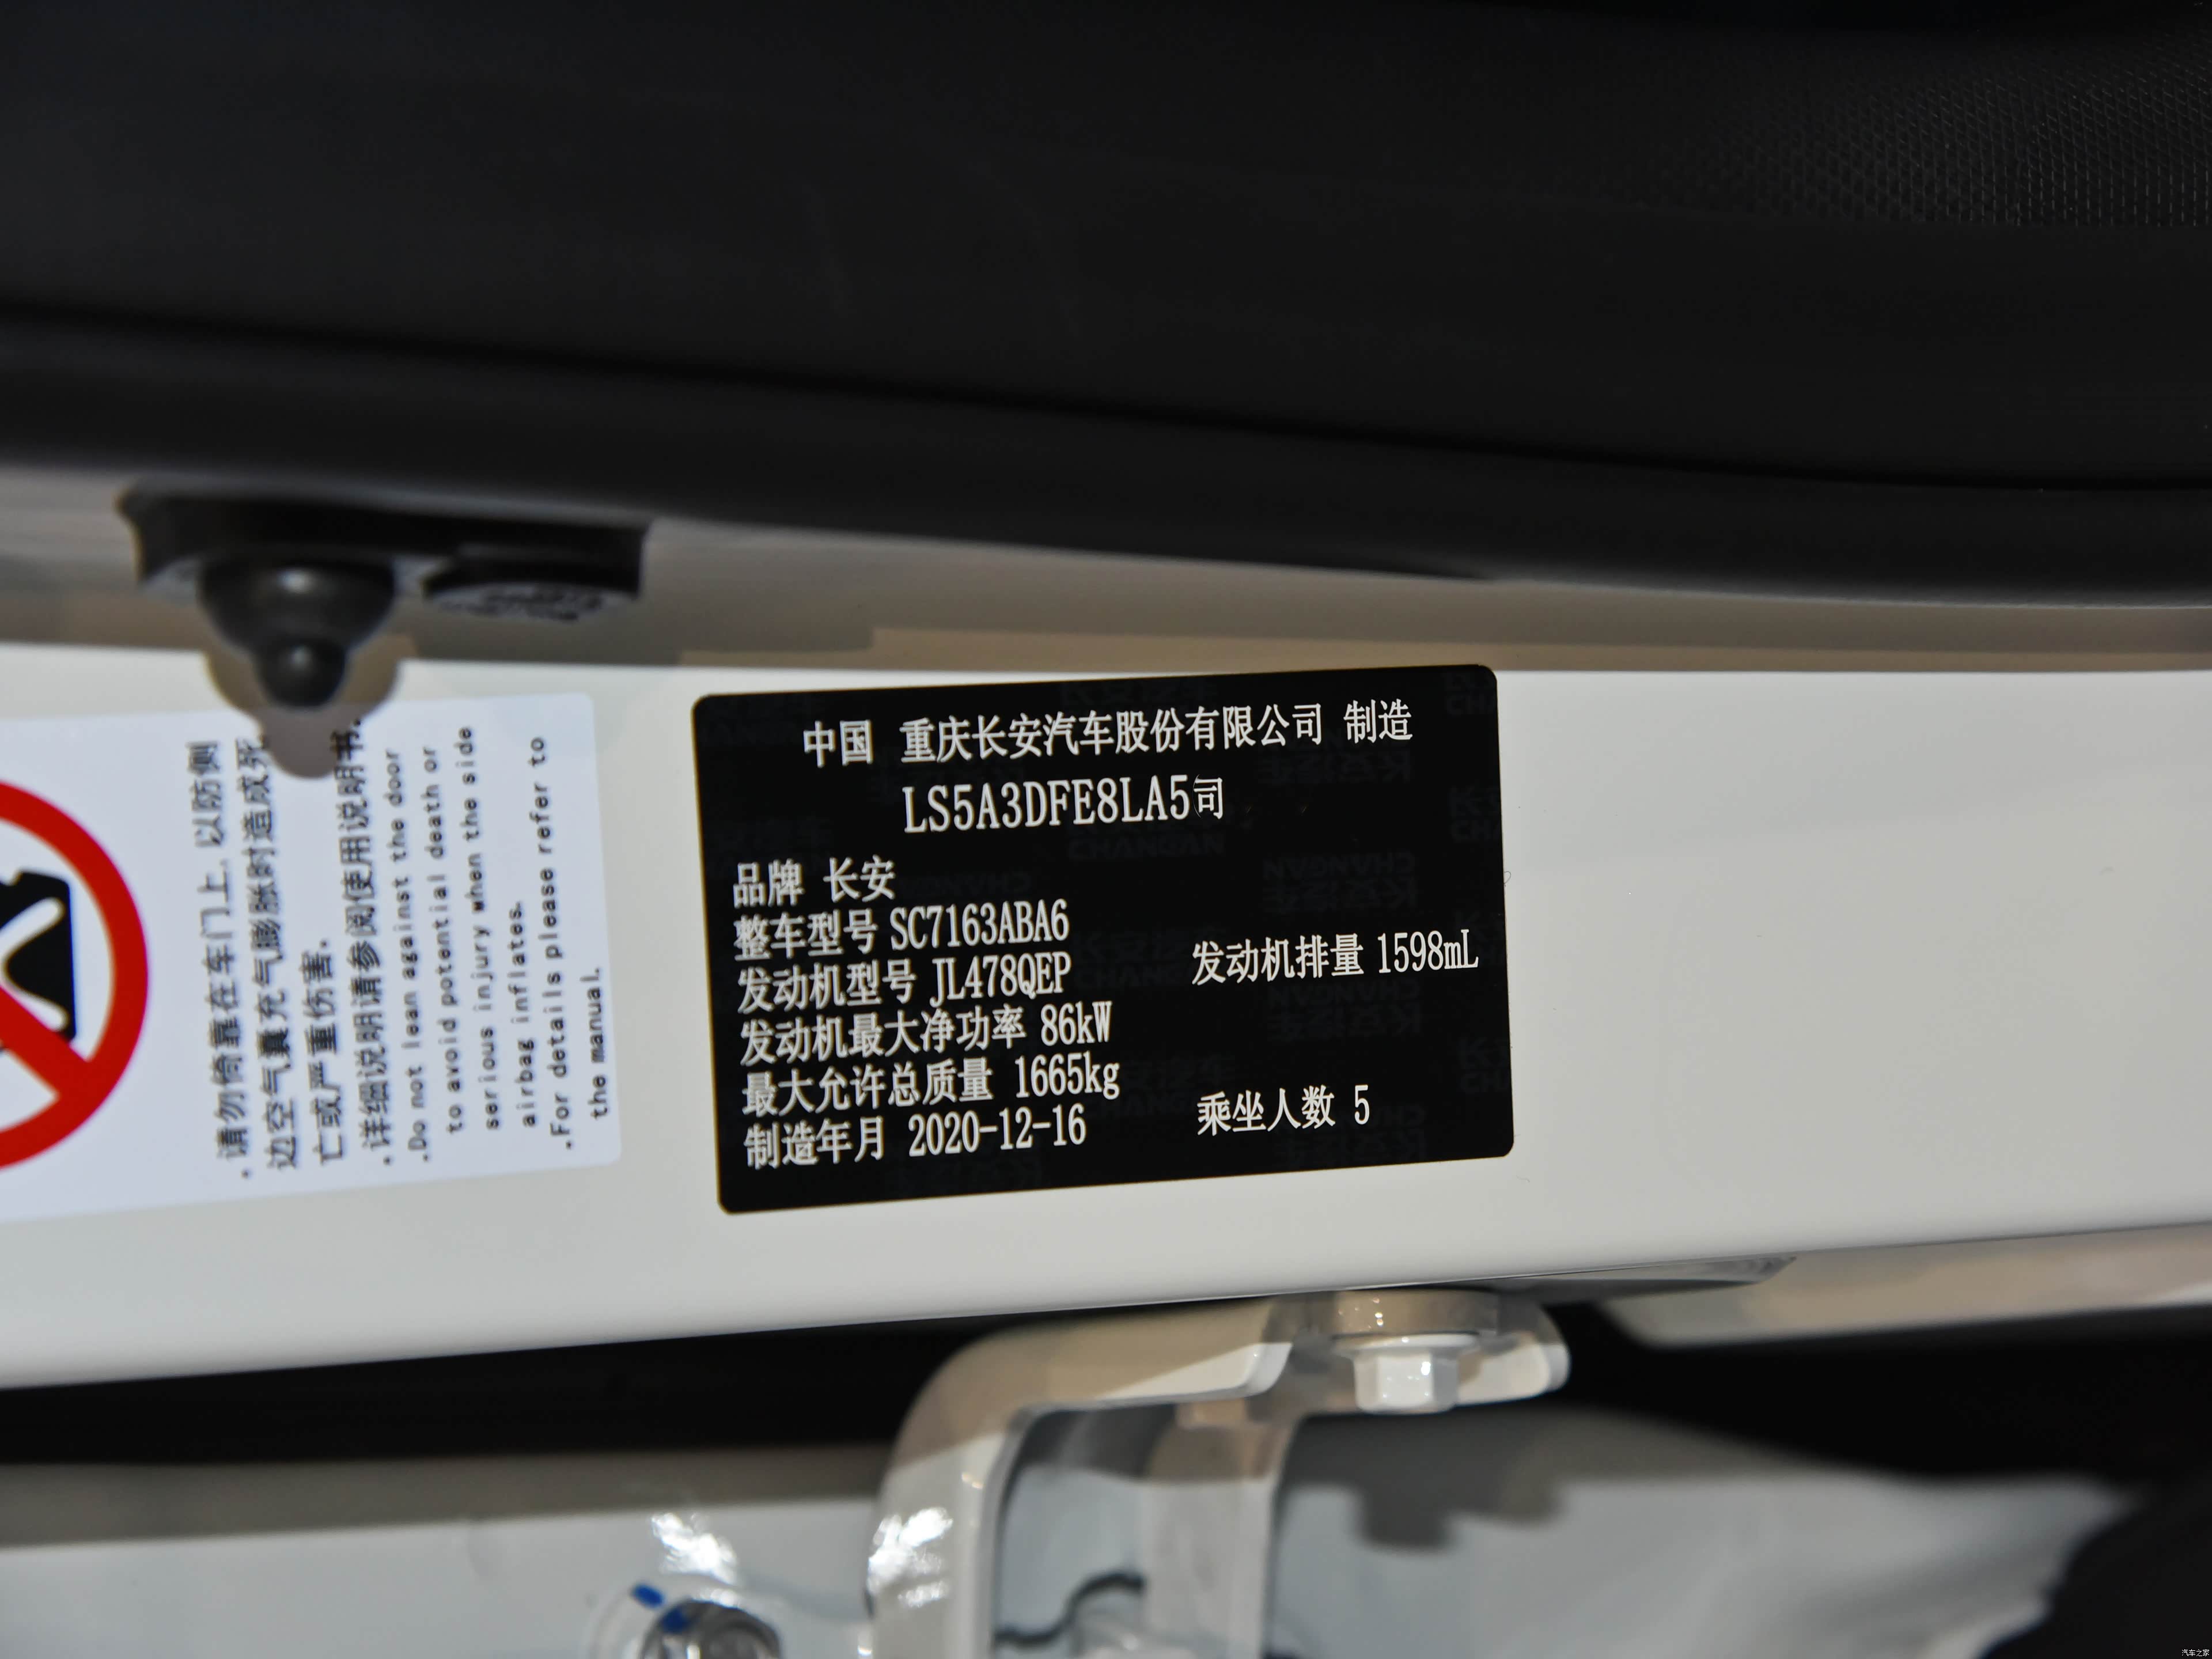 ·请勿倚靠在车门上,以防侧
边空气囊充气膨胀时造成死
亡或严重伤害.
·详细说明请参阅使用说明书.
.Do not lean against the door
to avoid potential death or
serious injury when the side
airbag inflates.
.For details please refer to
the manual.
中国 重庆长安汽车股份有限公司 制造
LS5A3DFE8LA5司
品牌 长安
整车型号 SC7163ABA6
发动机型号 JL478QEP 发动机排量 1598mL
发动机最大净功率 86kW
最大允许总质量 1665kg
制造年月 2020-12-16 乘坐人数 5
汽车之家